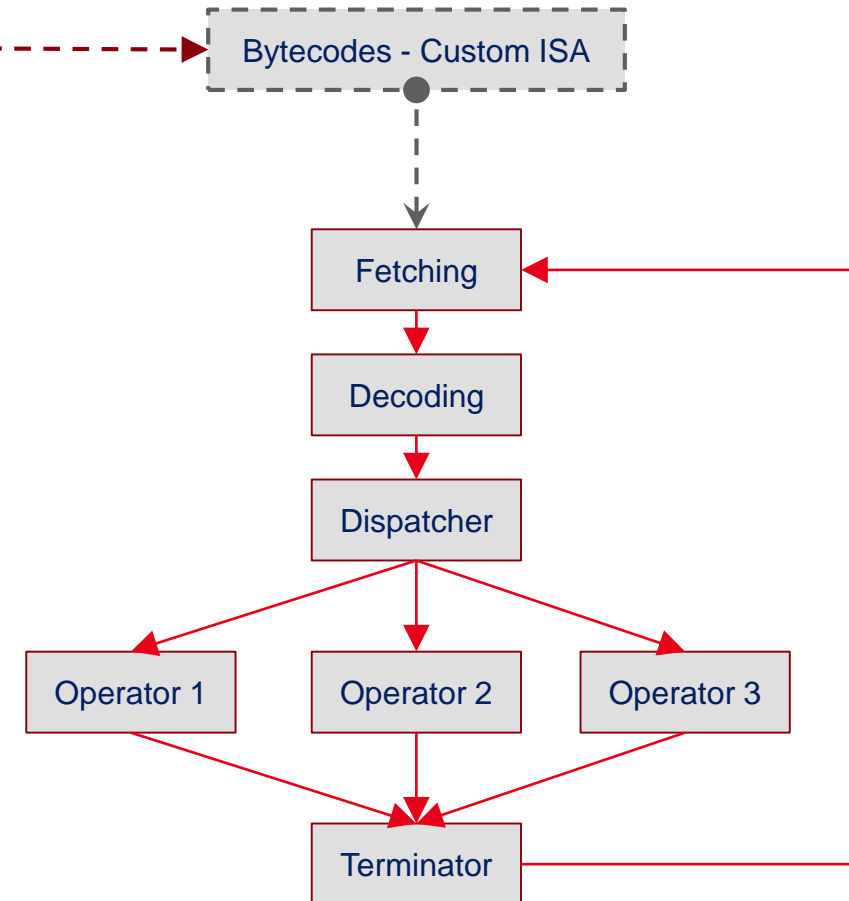 Bytecodes - Custom ISA
Fetching
Decoding
Dispatcher
Operator 1
Operator 2
Operator 3
Terminator